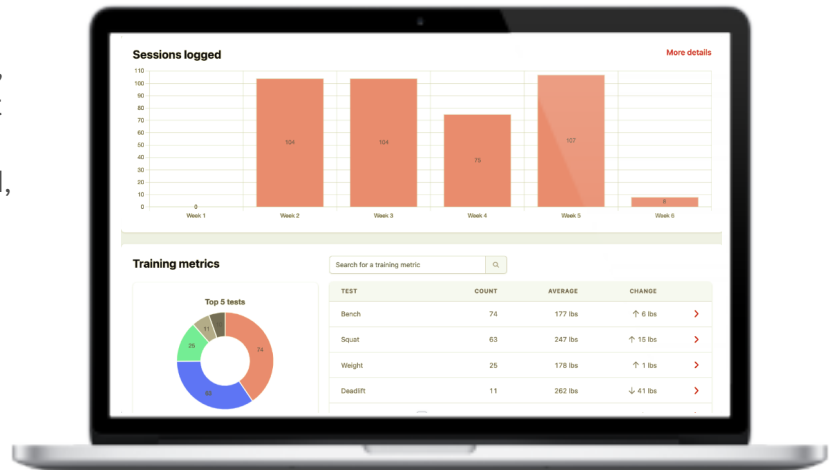 ,
l,
Sessions logged
More details
110
100
90
80
70
60
50
40
30
20
10
0
0
104
104
75
107
Week 1
Week 2
Week 3
Week 4
Week 5
Week 6
Training metrics
Search for a training metric
Top 5 tests
11
25
74
TEST COUNT AVERAGE CHANGE
Bench 74 177 lbs ↑ 6 lbs
Squat 63 247 lbs ↑ 15 lbs
Weight 25 178 lbs ↑ 1 lbs
Deadlift 11 262 lbs ↓ 41 lbs